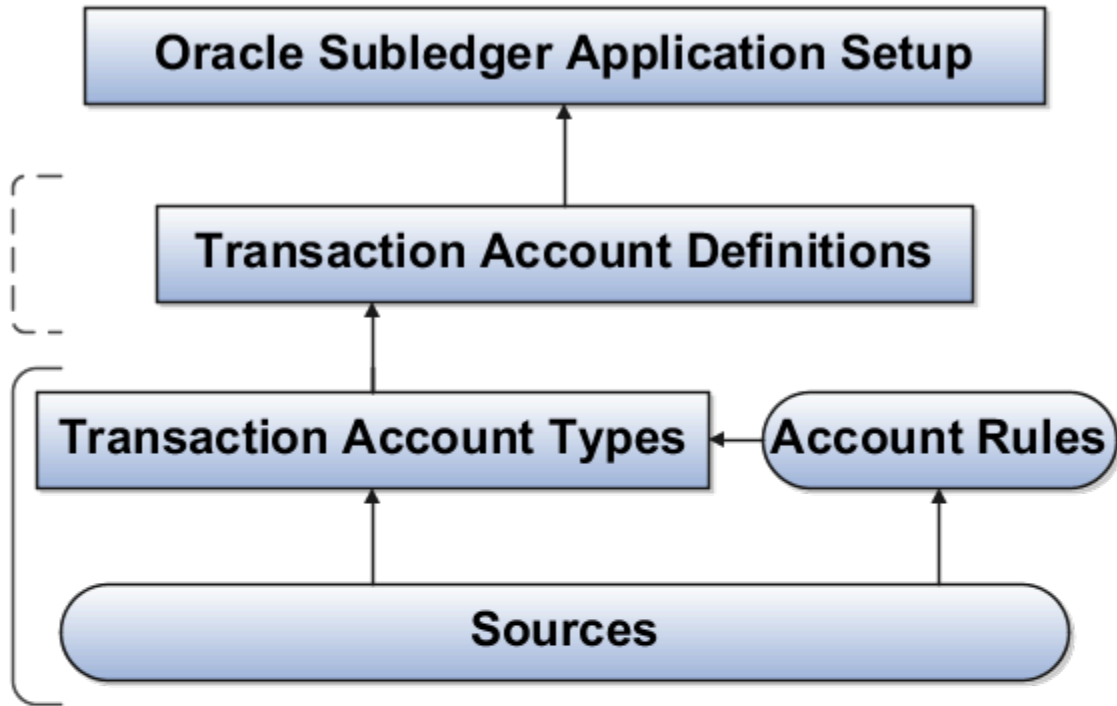 Oracle Subledger Application Setup
Transaction Account Definitions
Transaction Account Types
Account Rules
Sources